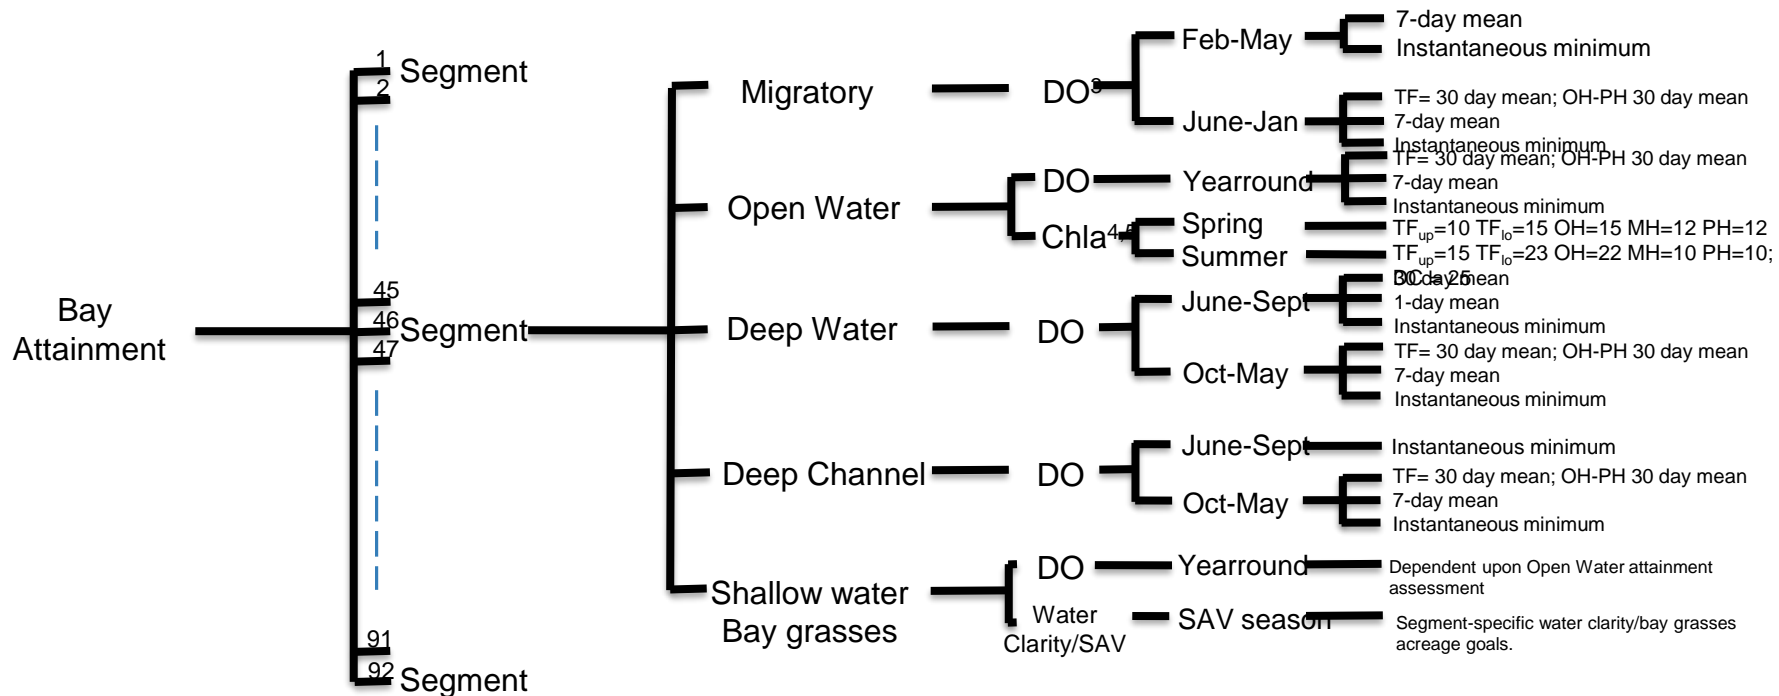 Bay
Attainment
1
Segment
2
45
46
Segment
47
91
92
Segment
Migratory
DO³
Feb-May
7-day mean
Instantaneous minimum
June-Jan
TF= 30 day mean; OH-PH 30 day mean
7-day mean
Instantaneous minimum
Open Water
DO
Yearround
TF= 30 day mean; OH-PH 30 day mean
7-day mean
Instantaneous minimum
Chla⁴,⁵
Spring
TFup=10 TFlo=15 OH=15 MH=12 PH=12
Summer
TFup=15 TFlo=23 OH=22 MH=10 PH=10;
DC = 25
Deep Water
DO
June-Sept
30 day mean
1-day mean
Instantaneous minimum
Oct-May
TF= 30 day mean; OH-PH 30 day mean
7-day mean
Instantaneous minimum
Deep Channel
DO
June-Sept
Instantaneous minimum
Oct-May
TF= 30 day mean; OH-PH 30 day mean
7-day mean
Instantaneous minimum
Shallow water
Bay grasses
DO
Yearround
Dependent upon Open Water attainment
assessment
Water
Clarity/SAV
SAV season
Segment-specific water clarity/bay grasses
acreage goals.